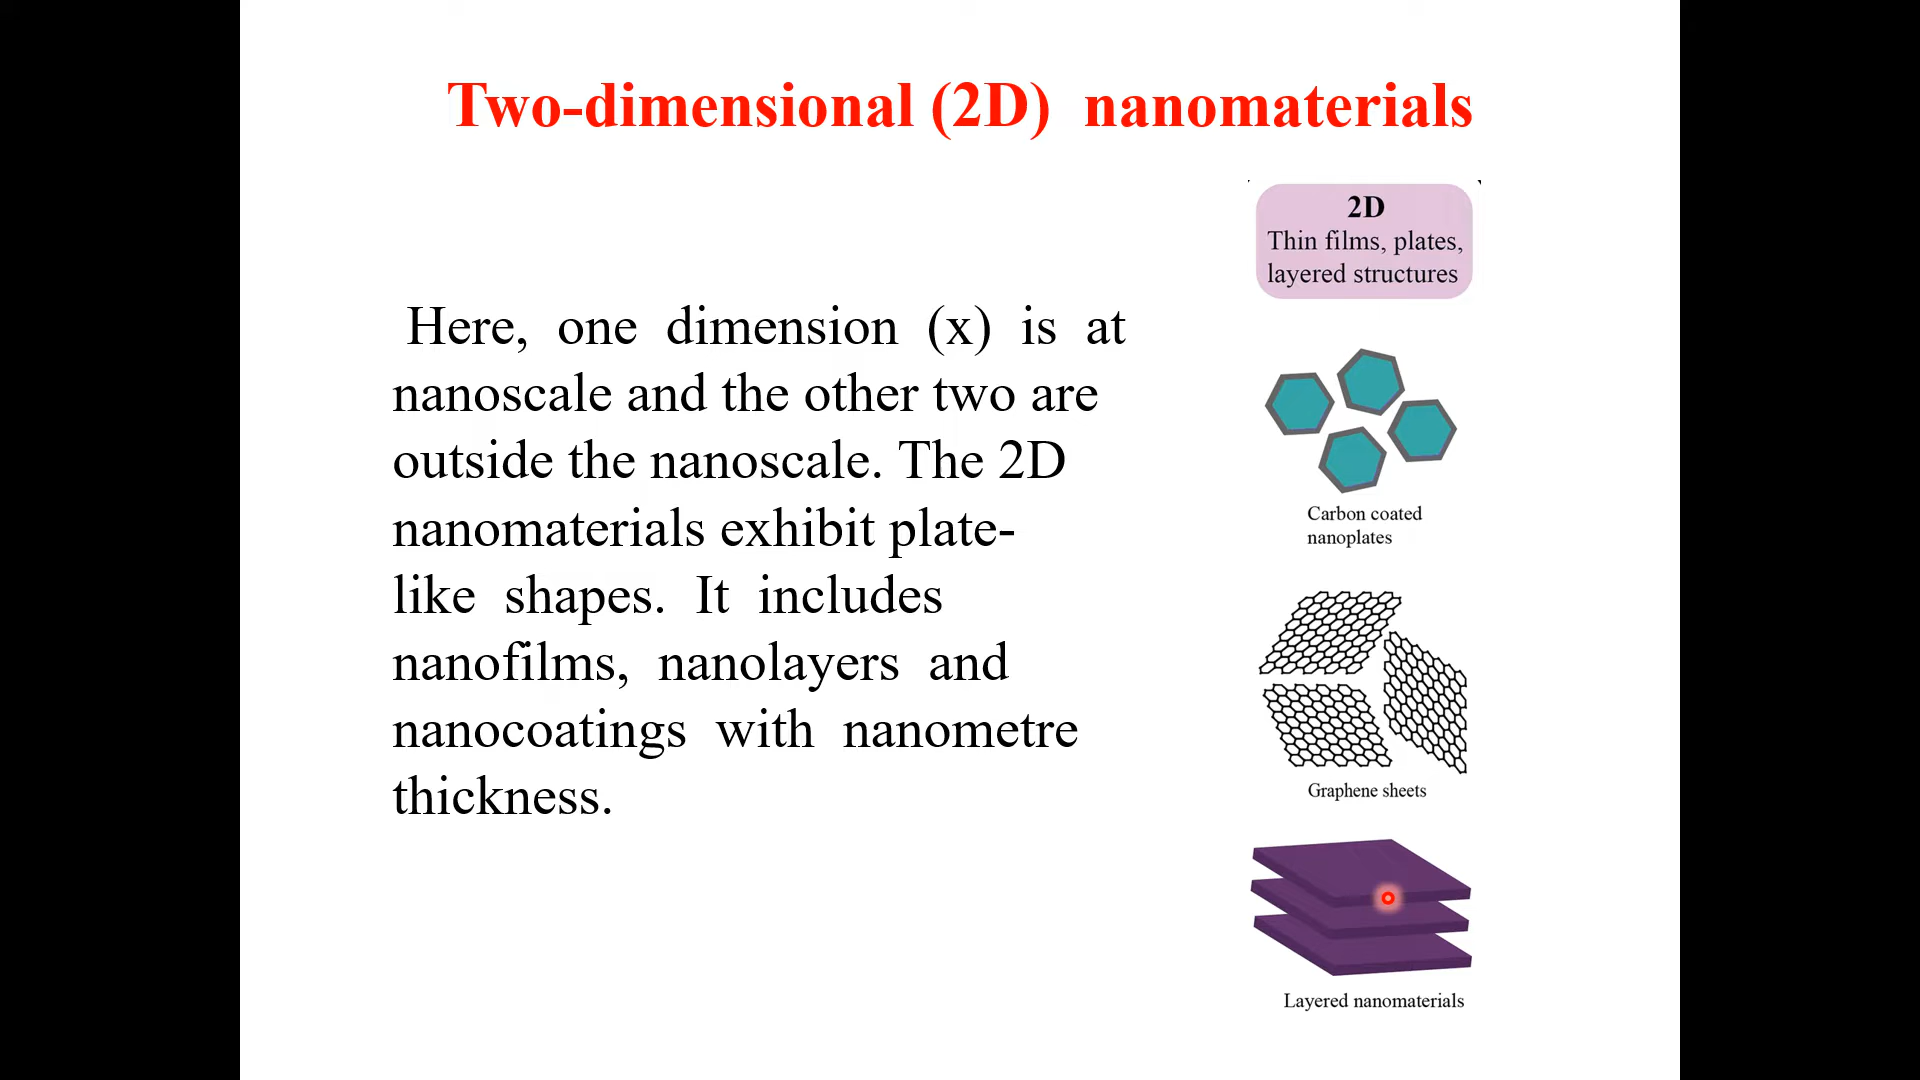 Two-dimensional (2D) nanomaterials
Here, one dimension (x) is at
nanoscale and the other two are
outside the nanoscale. The 2D
nanomaterials exhibit plate-
like shapes. It includes
nanofilms, nanolayers and
nanocoatings with nanometre
thickness.
2D
Thin films, plates,
layered structures
Carbon coated
nanoplates
Graphene sheets
Layered nanomaterials